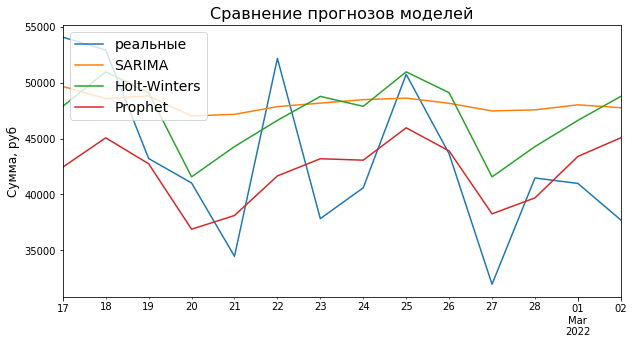 Сравнение прогнозов моделей
реальные
SARIMA
Holt-Winters
Prophet
Сумма, руб
55000
50000
45000
40000
35000
17 18 19 20 21 22 23 24 25 26 27 28 01 02
Mar
2022